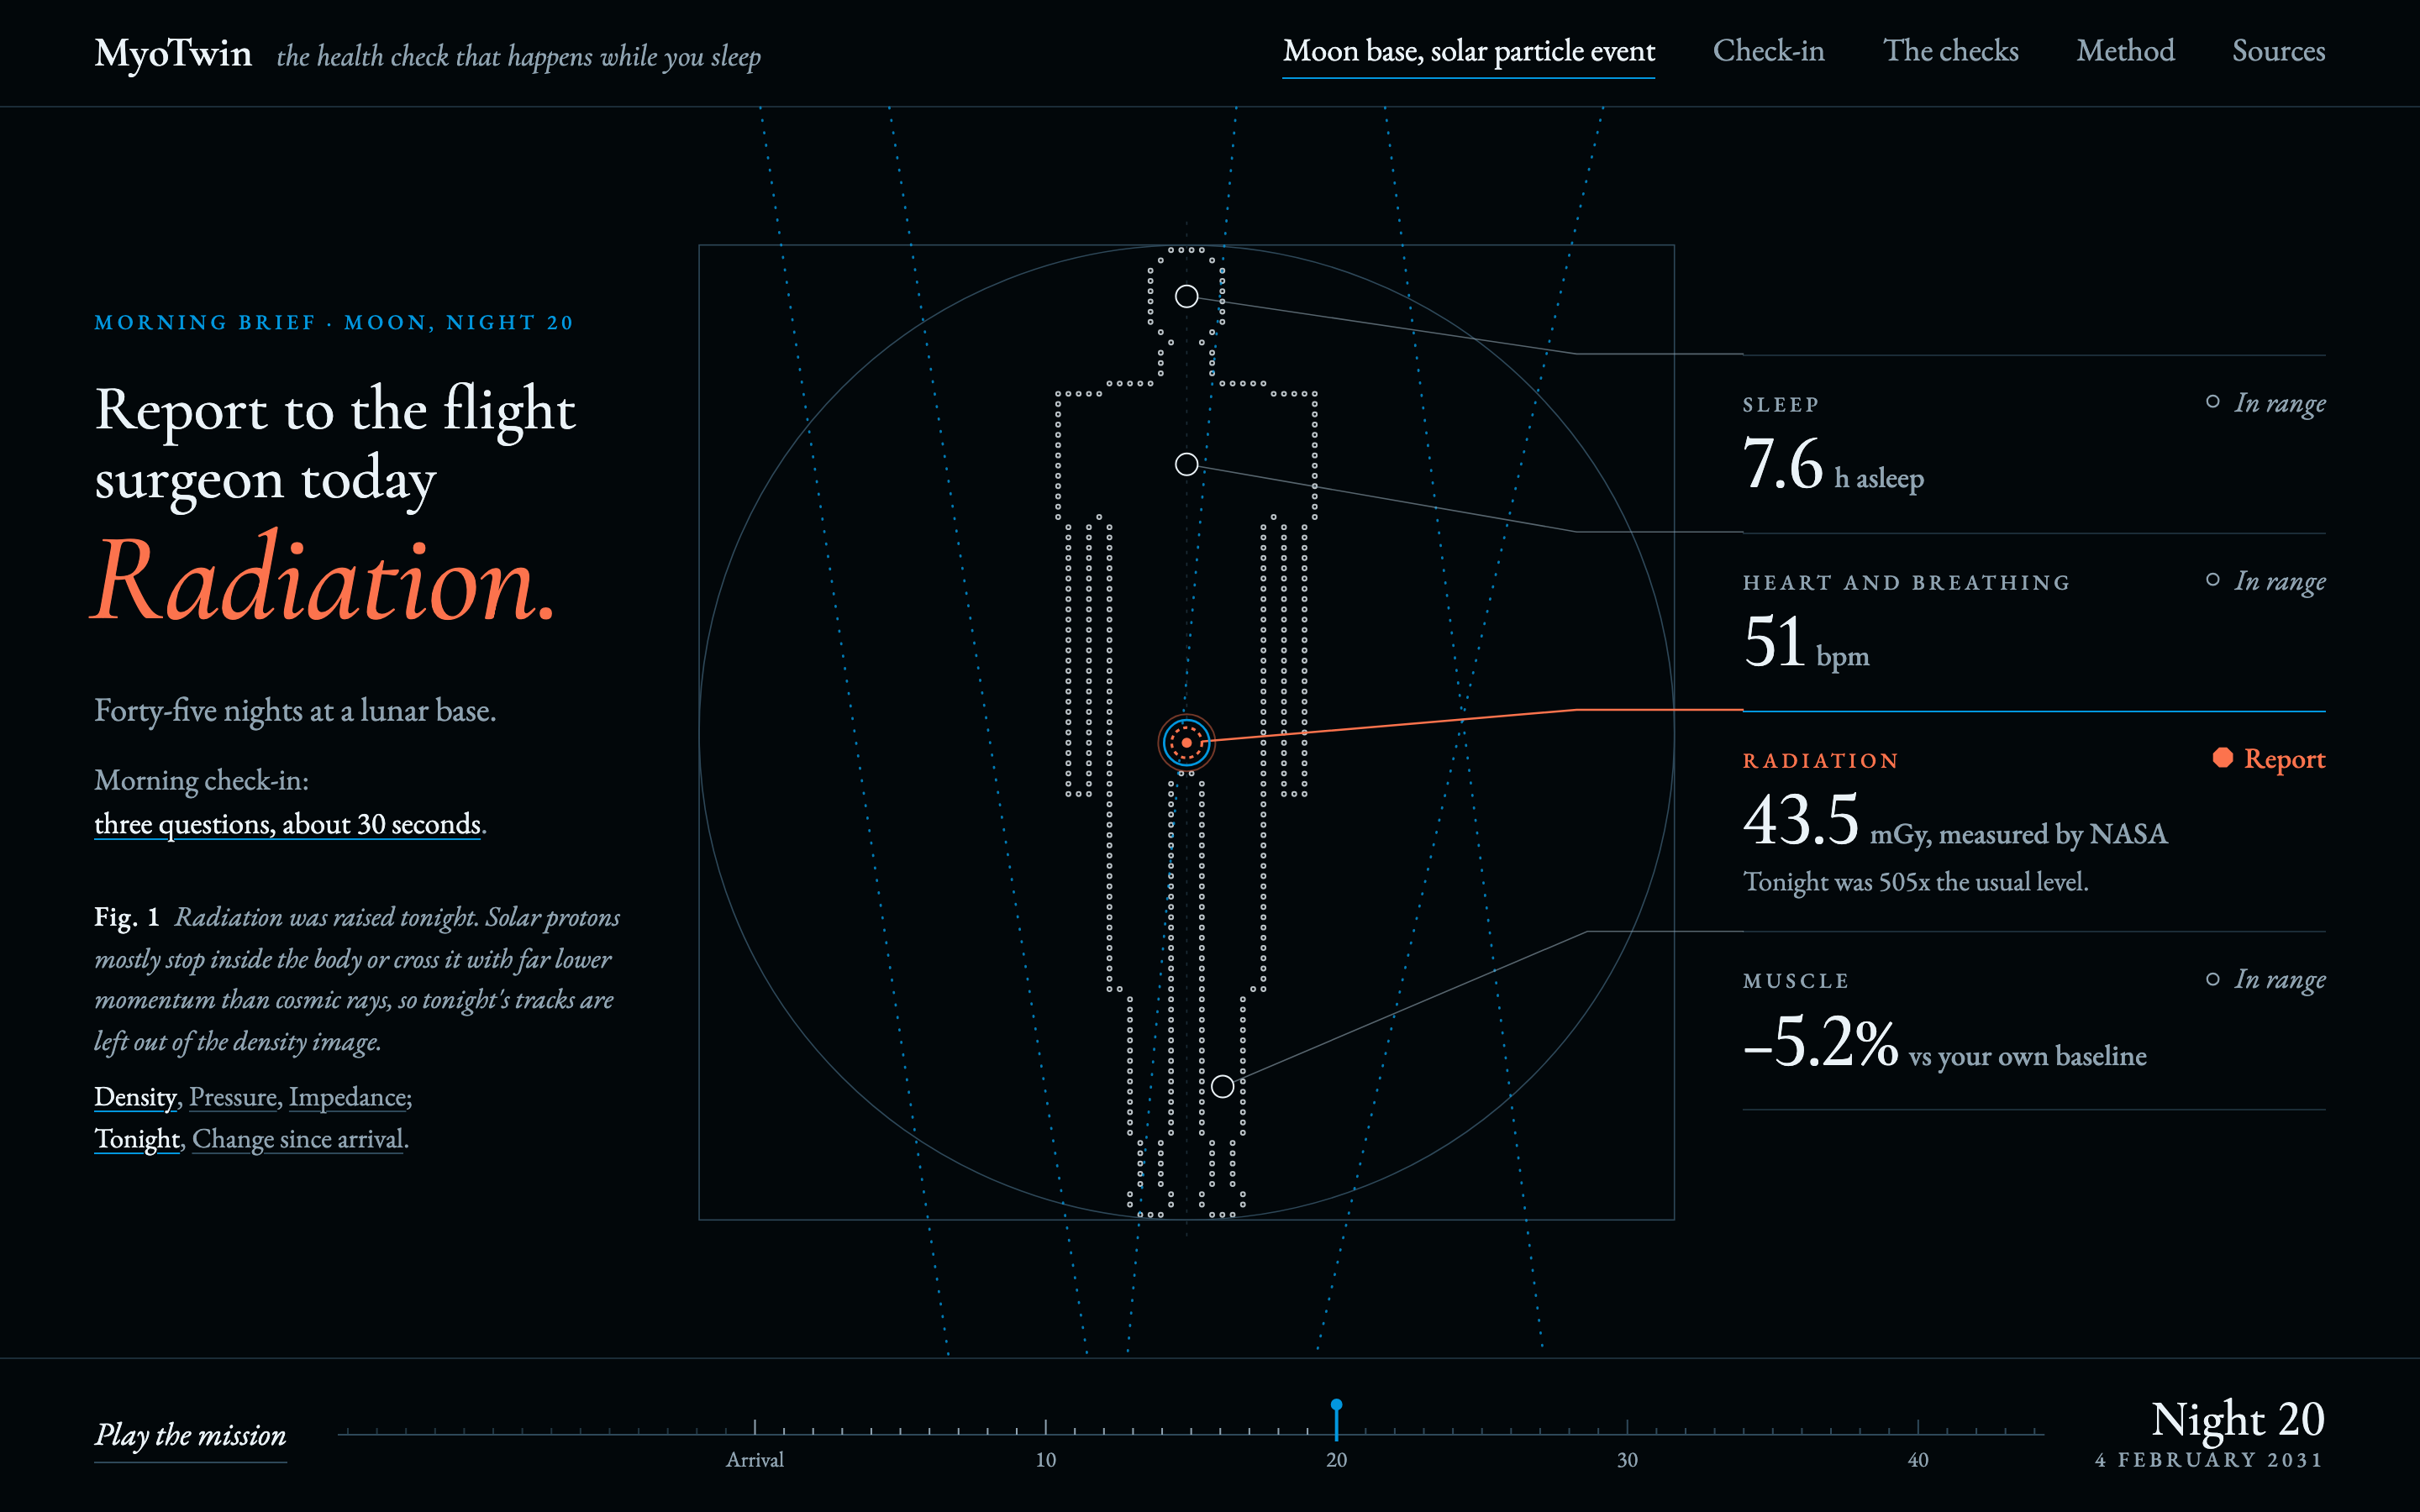 MyoTwin the health check that happens while you sleep
Moon base, solar particle event Check-in The checks Method Sources
MORNING BRIEF · MOON, NIGHT 20
Report to the flight
surgeon today
Radiation.
Forty-five nights at a lunar base.
Morning check-in:
three questions, about 30 seconds.
Fig. 1 Radiation was raised tonight. Solar protons
mostly stop inside the body or cross it with far lower
momentum than cosmic rays, so tonight's tracks are
left out of the density image.
Density, Pressure, Impedance;
Tonight, Change since arrival.
SLEEP In range
7.6 h asleep
HEART AND BREATHING In range
51 bpm
RADIATION Report
43.5 mGy, measured by NASA
Tonight was 505x the usual level.
MUSCLE In range
–5.2% vs your own baseline
Play the mission
Arrival 10 20 30 40
Night 20
4 FEBRUARY 2031